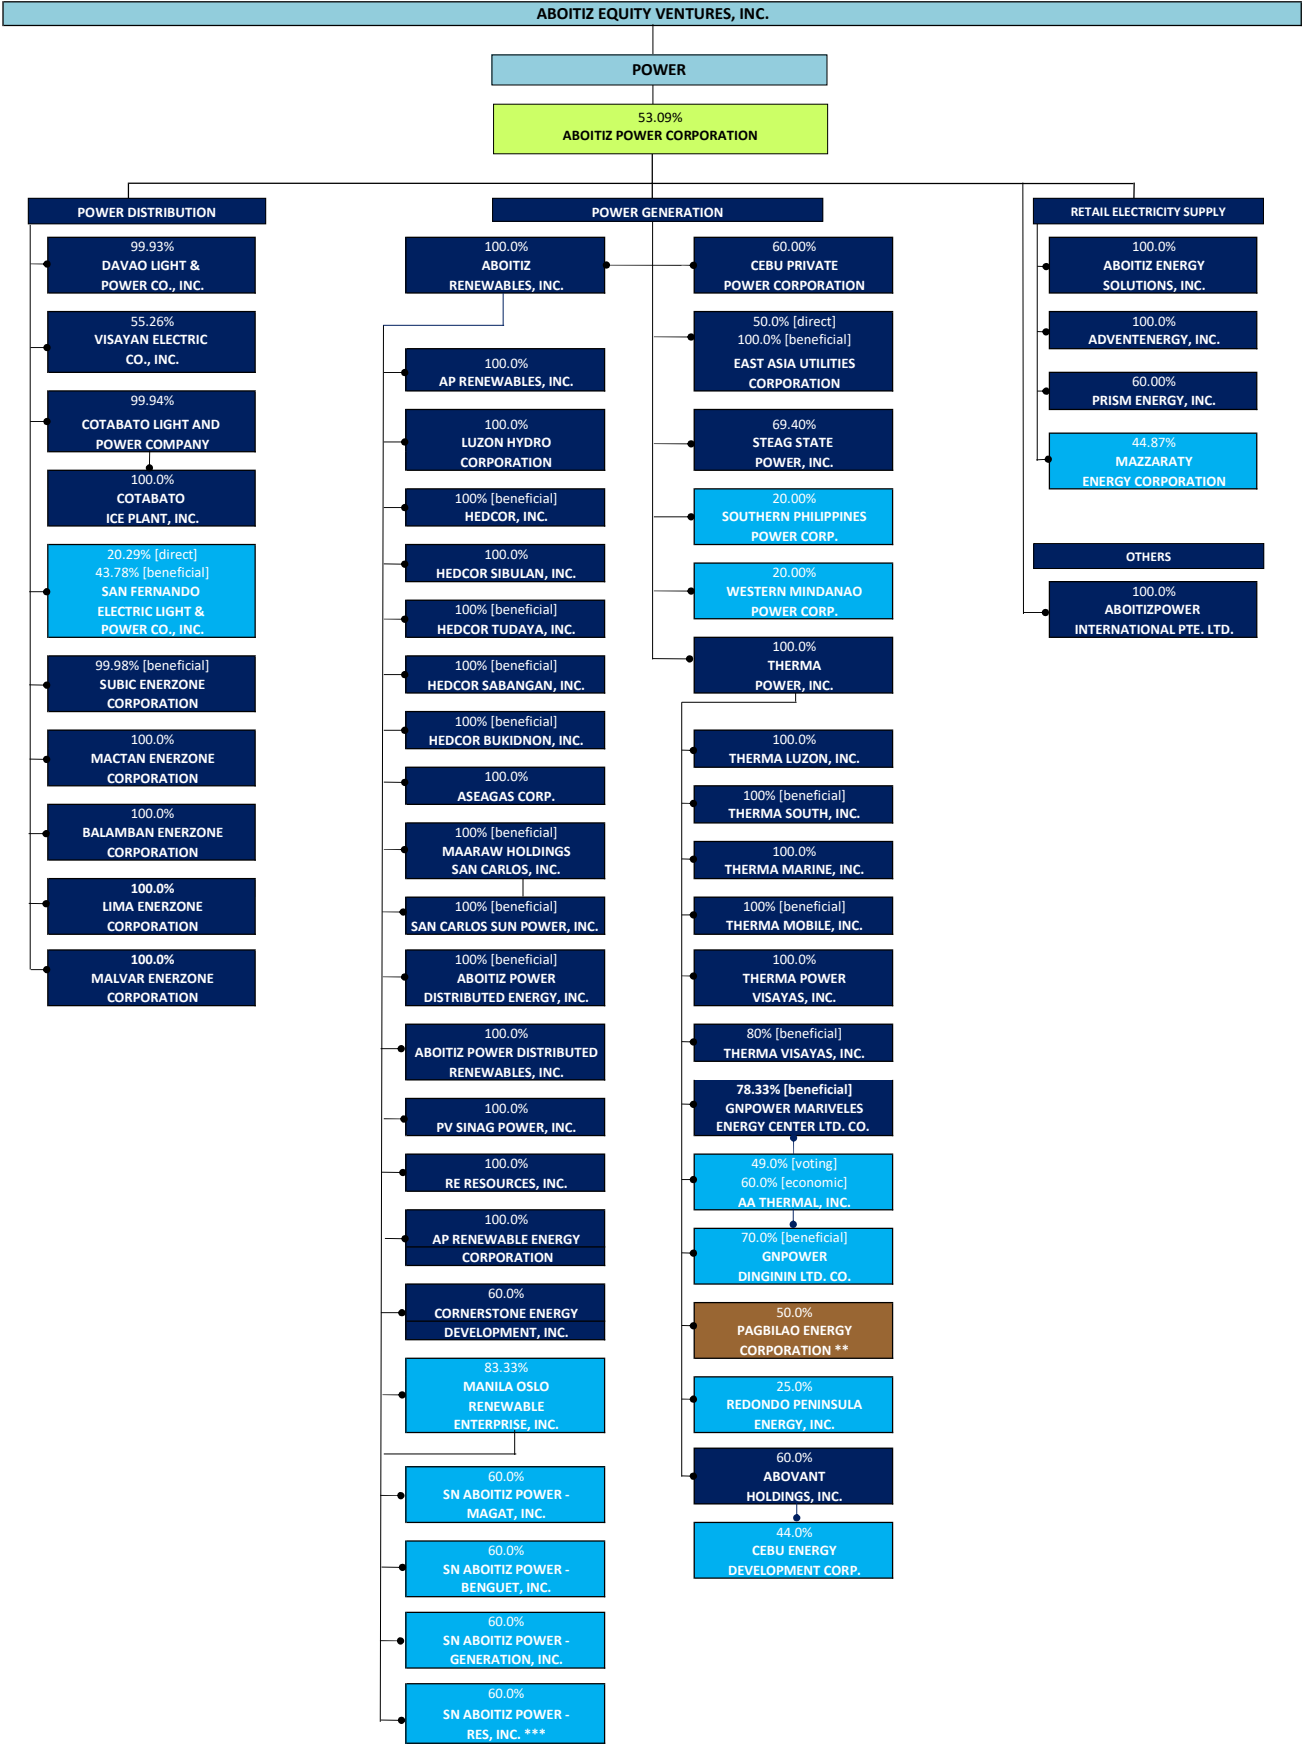 ABOITIZ EQUITY VENTURES, INC.
POWER
53.09%
ABOITIZ POWER CORPORATION
POWER DISTRIBUTION
99.93%
DAVAO LIGHT &
POWER CO., INC.
55.26%
VISAYAN ELECTRIC
CO., INC.
99.94%
COTABATO LIGHT AND
POWER COMPANY
100.0%
COTABATO
ICE PLANT, INC.
20.29% [direct]
43.78% [beneficial]
SAN FERNANDO
ELECTRIC LIGHT &
POWER CO., INC.
99.98% [beneficial]
SUBIC ENERZONE
CORPORATION
100.0%
MACTAN ENERZONE
CORPORATION
100.0%
BALAMBAN ENERZONE
CORPORATION
100.0%
LIMA ENERZONE
CORPORATION
100.0%
MALVAR ENERZONE
CORPORATION
POWER GENERATION
100.0%
ABOITIZ
RENEWABLES, INC.
100.0%
AP RENEWABLES, INC.
100.0%
LUZON HYDRO
CORPORATION
100% [beneficial]
HEDCOR, INC.
100.0%
HEDCOR SIBULAN, INC.
100% [beneficial]
HEDCOR TUDAYA, INC.
100% [beneficial]
HEDCOR SABANGAN, INC.
100% [beneficial]
HEDCOR BUKIDNON, INC.
100.0%
ASEAGAS CORP.
100% [beneficial]
MAARAW HOLDINGS
SAN CARLOS, INC.
100% [beneficial]
SAN CARLOS SUN POWER, INC.
100% [beneficial]
ABOITIZ POWER
DISTRIBUTED ENERGY, INC.
100.0%
ABOITIZ POWER DISTRIBUTED
RENEWABLES, INC.
100.0%
PV SINAG POWER, INC.
100.0%
RE RESOURCES, INC.
100.0%
AP RENEWABLE ENERGY
CORPORATION
60.0%
CORNERSTONE ENERGY
DEVELOPMENT, INC.
83.33%
MANILA OSLO
RENEWABLE
ENTERPRISE, INC.
60.0%
SN ABOITIZ POWER -
MAGAT, INC.
60.0%
SN ABOITIZ POWER -
BENGUET, INC.
60.0%
SN ABOITIZ POWER -
GENERATION, INC.
60.0%
SN ABOITIZ POWER -
RES, INC. ***
60.00%
CEBU PRIVATE
POWER CORPORATION
50.0% [direct]
100.0% [beneficial]
EAST ASIA UTILITIES
CORPORATION
69.40%
STEAG STATE
POWER, INC.
20.00%
SOUTHERN PHILIPPINES
POWER CORP.
20.00%
WESTERN MINDANAO
POWER CORP.
100.0%
THERMA
POWER, INC.
100.0%
THERMA LUZON, INC.
100% [beneficial]
THERMA SOUTH, INC.
100.0%
THERMA MARINE, INC.
100% [beneficial]
THERMA MOBILE, INC.
100.0%
THERMA POWER
VISAYAS, INC.
80% [beneficial]
THERMA VISAYAS, INC.
78.33% [beneficial]
GNPOWER MARIVELES
ENERGY CENTER LTD. CO.
49.0% [voting]
60.0% [economic]
AA THERMAL, INC.
70.0% [beneficial]
GNPOWER
DINGININ LTD. CO.
50.0%
PAGBILAO ENERGY
CORPORATION **
25.0%
REDONDO PENINSULA
ENERGY, INC.
60.0%
ABOVANT
HOLDINGS, INC.
44.0%
CEBU ENERGY
DEVELOPMENT CORP.
RETAIL ELECTRICITY SUPPLY
100.0%
ABOITIZ ENERGY
SOLUTIONS, INC.
100.0%
ADVENTENERGY, INC.
60.00%
PRISM ENERGY, INC.
44.87%
MAZZARATY
ENERGY CORPORATION
OTHERS
100.0%
ABOITIZPOWER
INTERNATIONAL PTE. LTD.